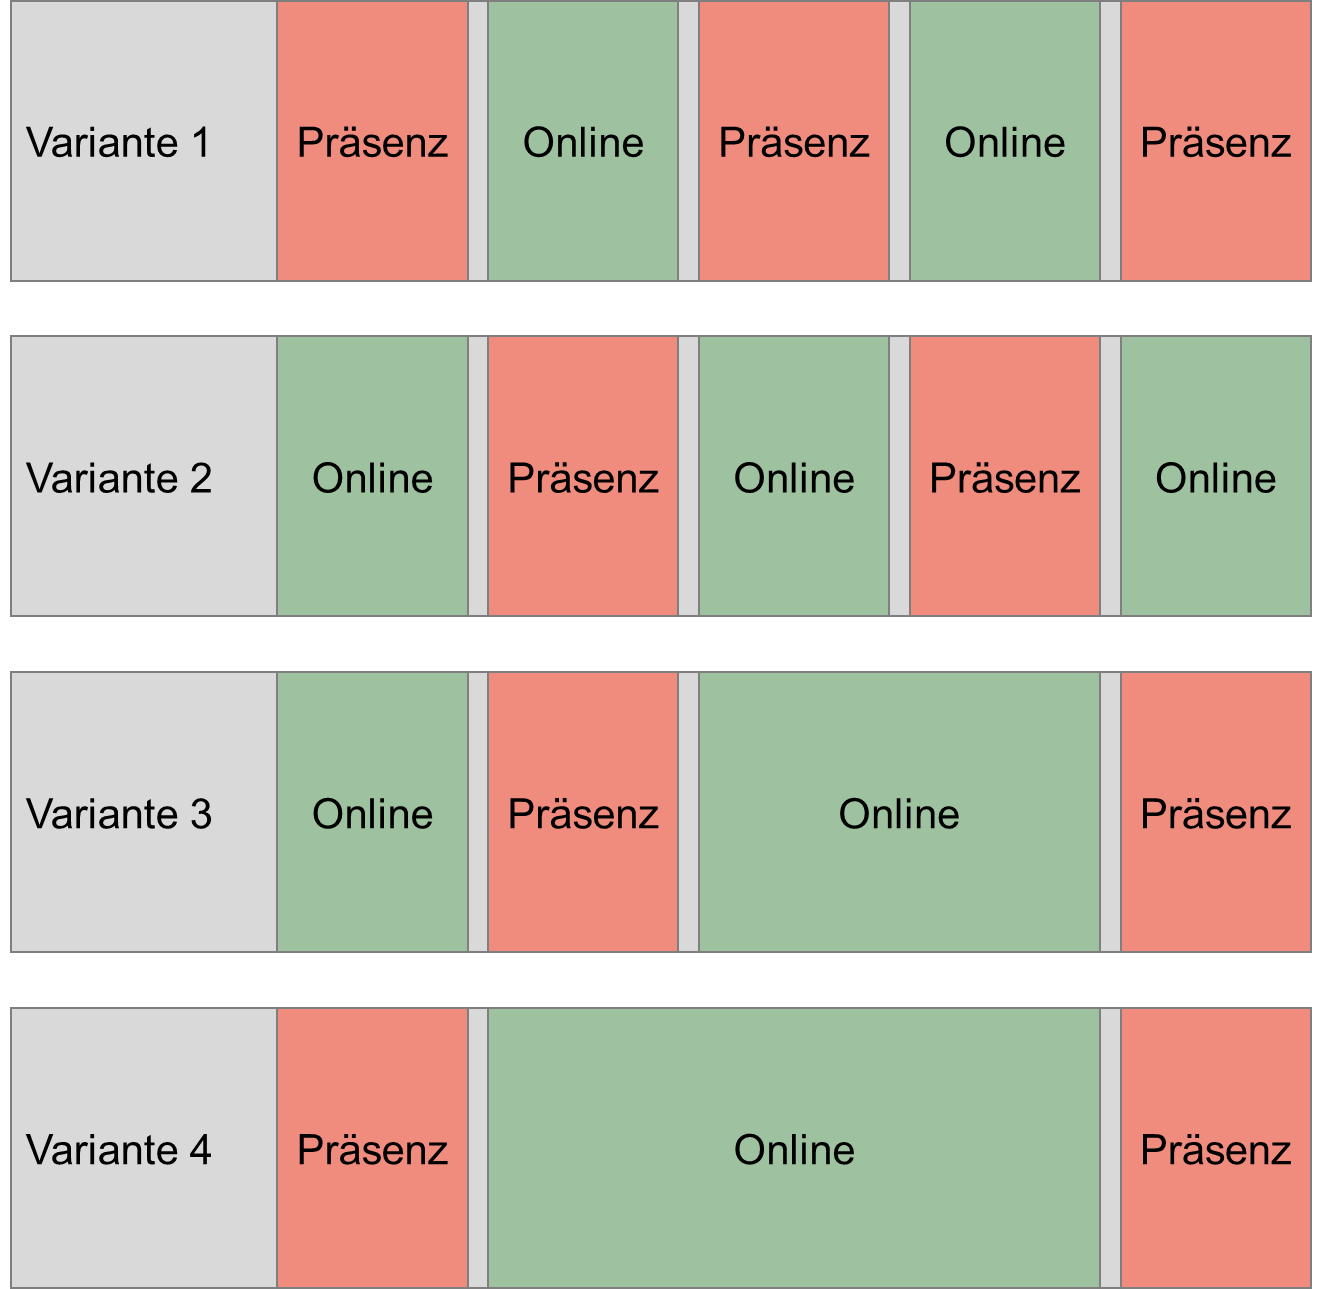 Variante 1 Präsenz Online Präsenz Online Präsenz
Variante 2 Online Präsenz Online Präsenz Online
Variante 3 Online Präsenz Online Präsenz
Variante 4 Präsenz Online Präsenz